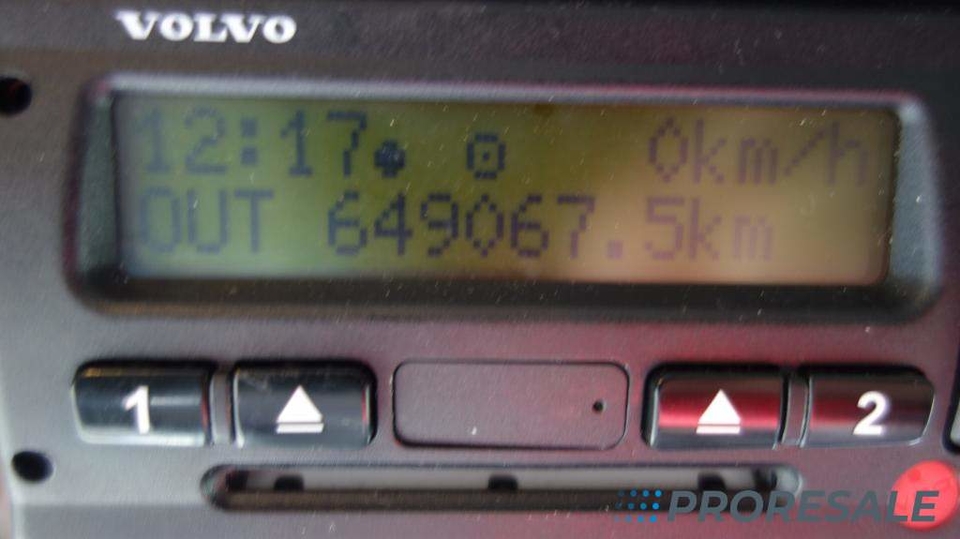 VOLVO
12:17 0km/h
OUT 649067.5km
1 2
PRORESALE